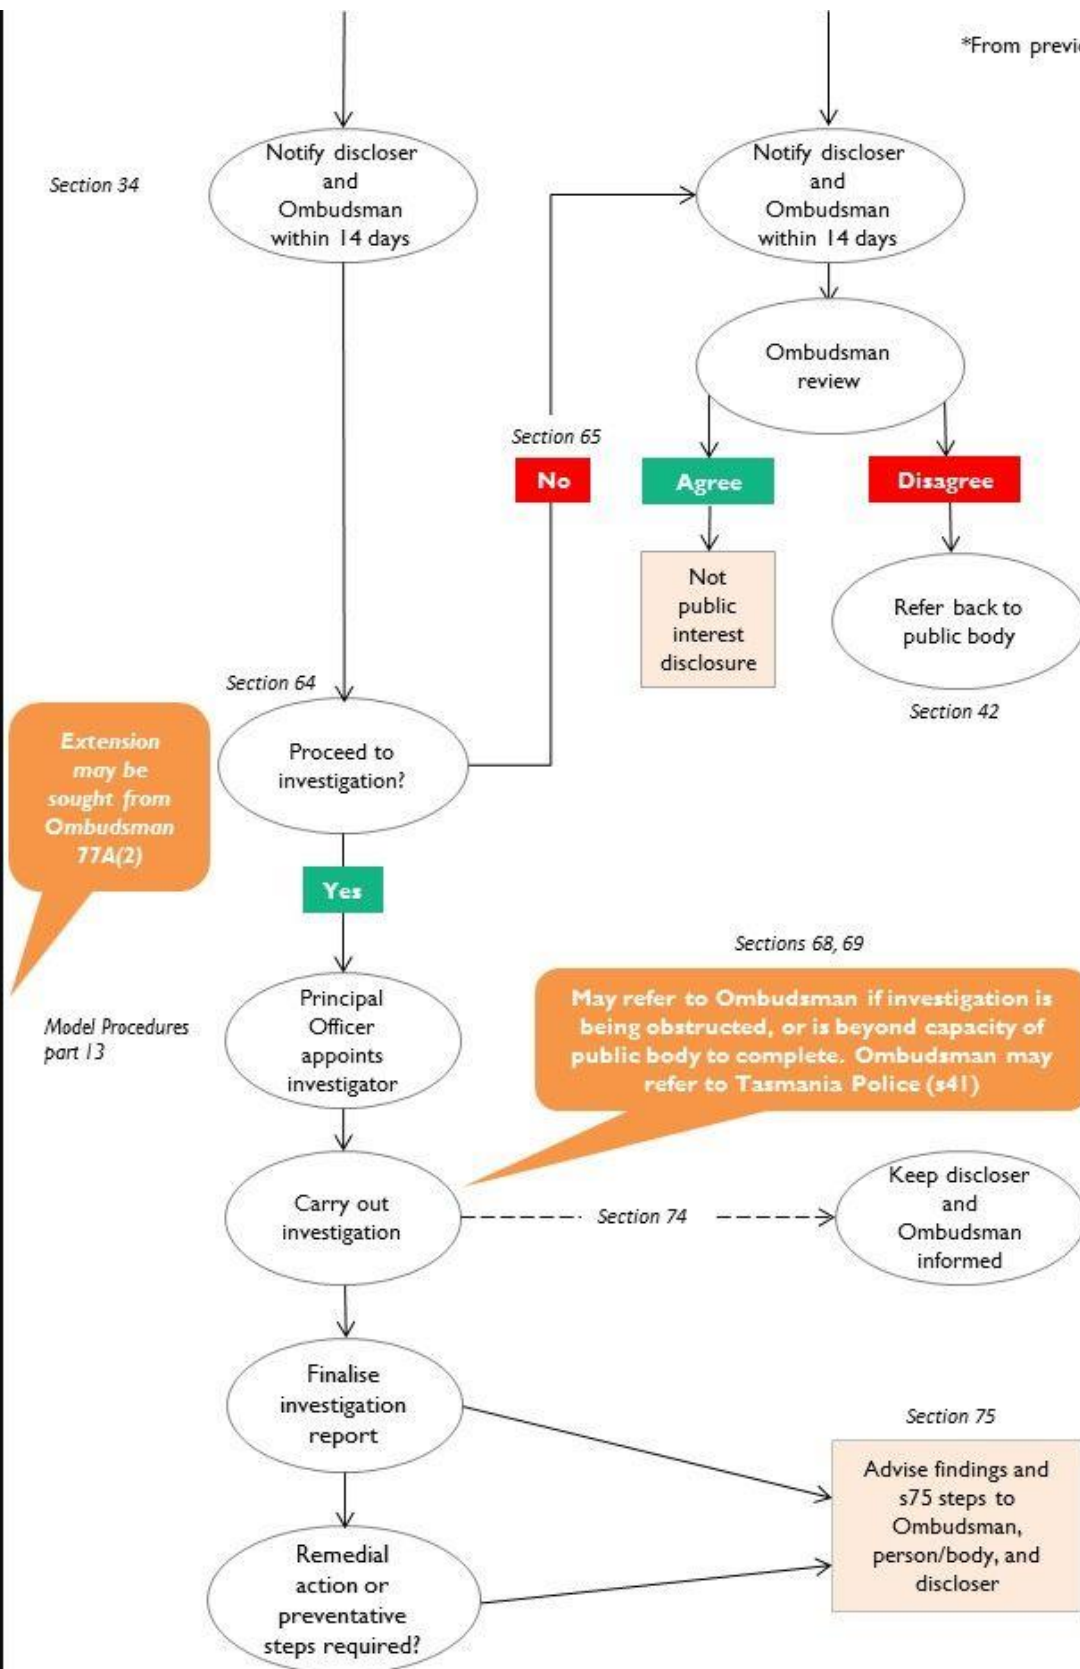 *From previ
Section 34
Notify discloser
and
Ombudsman
within 14 days
Notify discloser
and
Ombudsman
within 14 days
Ombudsman
review
Section 65
No
Agree
Disagree
Not
public
interest
disclosure
Refer back to
public body
Section 42
Section 64
Proceed to
investigation?
Extension
may be
sought from
Ombudsman
77A(2)
Yes
Sections 68, 69
Model Procedures
part 13
Principal
Officer
appoints
investigator
May refer to Ombudsman if investigation is
being obstructed, or is beyond capacity of
public body to complete. Ombudsman may
refer to Tasmania Police (s41)
Carry out
investigation
Section 74
Keep discloser
and
Ombudsman
informed
Finalise
investigation
report
Section 75
Advise findings and
s75 steps to
Ombudsman,
person/body, and
discloser
Remedial
action or
preventative
steps required?